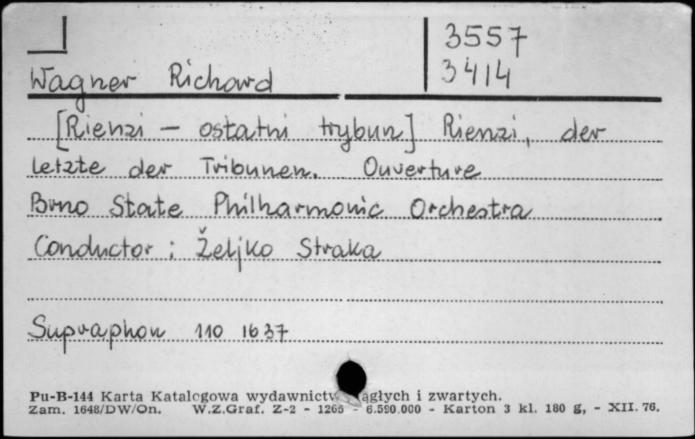 3557
Wagner Richard 3414
[Rienzi — ostatni trybun] Rienzi, der
letzte der Tribunen. Ouverture
Brno State Philharmonic Orchestra
Conductor: Željko Straka
Supraphon 110 1637
Pu-B-144 Karta Katalogowa wydawnictw i zwartych.
Zam. 1648/DW/On. W.Z.Graf. Z-2 - 1266 - 6.590.000 - Karton 3 kl. 180 g, - XII. 76.